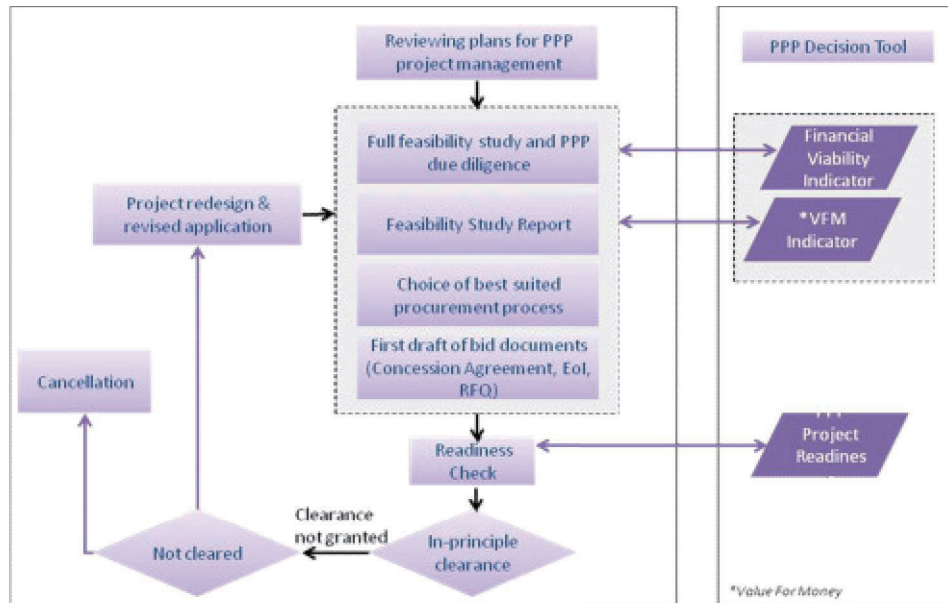 Reviewing plans for PPP
project management
Full feasibility study and PPP
due diligence
Feasibility Study Report
Choice of best suited
procurement process
First draft of bid documents
(Concession Agreement, EoI,
RFQ)
Project redesign &
revised application
Cancellation
Readiness
Check
Clearance
not granted
Not cleared
In-principle
clearance
PPP Decision Tool
Financial
Viability
Indicator
*VFM
Indicator
Project
Readines
*Value For Money